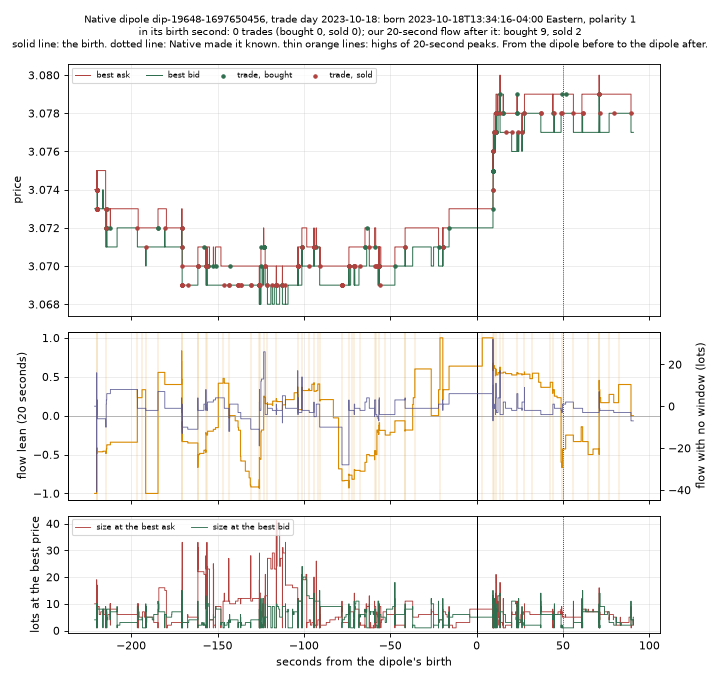 Native dipole dip-19648-1697650456, trade day 2023-10-18: born 2023-10-18T13:34:16-04:00 Eastern, polarity 1
in its birth second: 0 trades (bought 0, sold 0); our 20-second flow after it: bought 9, sold 2
solid line: the birth. dotted line: Native made it known. thin orange lines: highs of 20-second peaks. From the dipole before to the dipole after.
best ask
best bid
trade, bought
trade, sold
price
3.080
3.078
3.076
3.074
3.072
3.070
3.068
flow lean (20 seconds)
1.0
0.5
0.0
−0.5
−1.0
flow with no window (lots)
20
0
−20
−40
size at the best ask
size at the best bid
lots at the best price
40
30
20
10
0
−200
−150
−100
−50
0
50
100
seconds from the dipole's birth